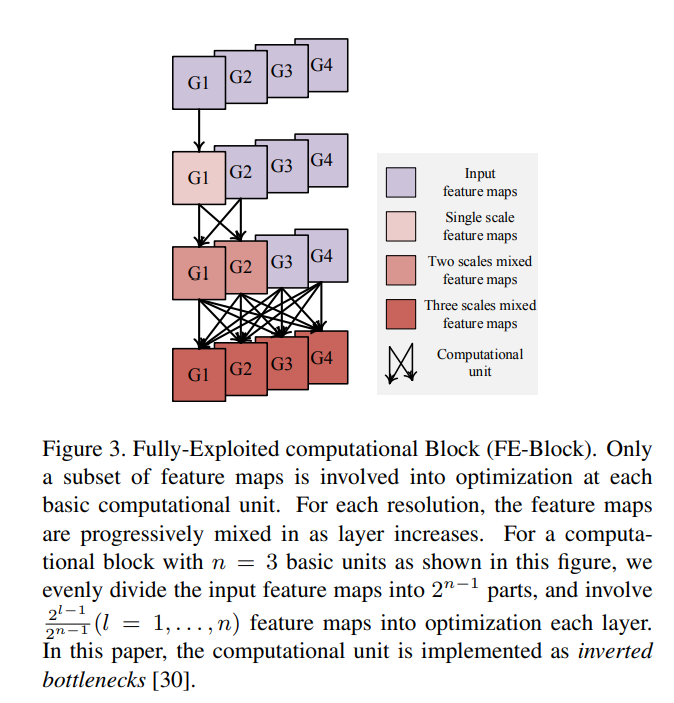 G1 G2 G3 G4
G1 G2 G3 G4
G1 G2 G3 G4
G1 G2 G3 G4
Input
feature maps
Single scale
feature maps
Two scales mixed
feature maps
Three scales mixed
feature maps
Computational
unit
Figure 3. Fully-Exploited computational Block (FE-Block). Only
a subset of feature maps is involved into optimization at each
basic computational unit. For each resolution, the feature maps
are progressively mixed in as layer increases. For a computa-
tional block with n = 3 basic units as shown in this figure, we
evenly divide the input feature maps into 2^{n−1} parts, and involve
\frac{2^{l−1}}{2^{n−1}} (l = 1, . . . , n) feature maps into optimization each layer.
In this paper, the computational unit is implemented as inverted
bottlenecks [30].